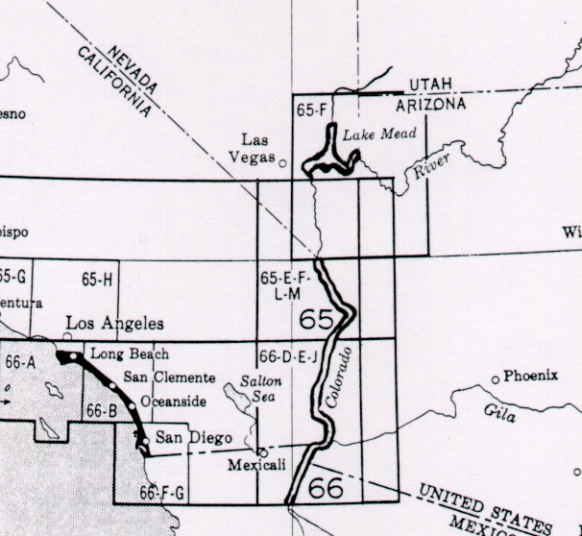 NEVADA
CALIFORNIA
UTAH
ARIZONA
65-F
Lake Mead
esno
Las
Vegas
River
ispo
Wi
65-G
65-H
65-E-F-
L-M
entura
65
Los Angeles
66-A
Long Beach
66-D-E-J
San Clemente
Colorado
Phoenix
Salton
Sea
66-B
Oceanside
Gila
San Diego
Mexicali
66-F-G
66
UNITED STATES
MEXIC